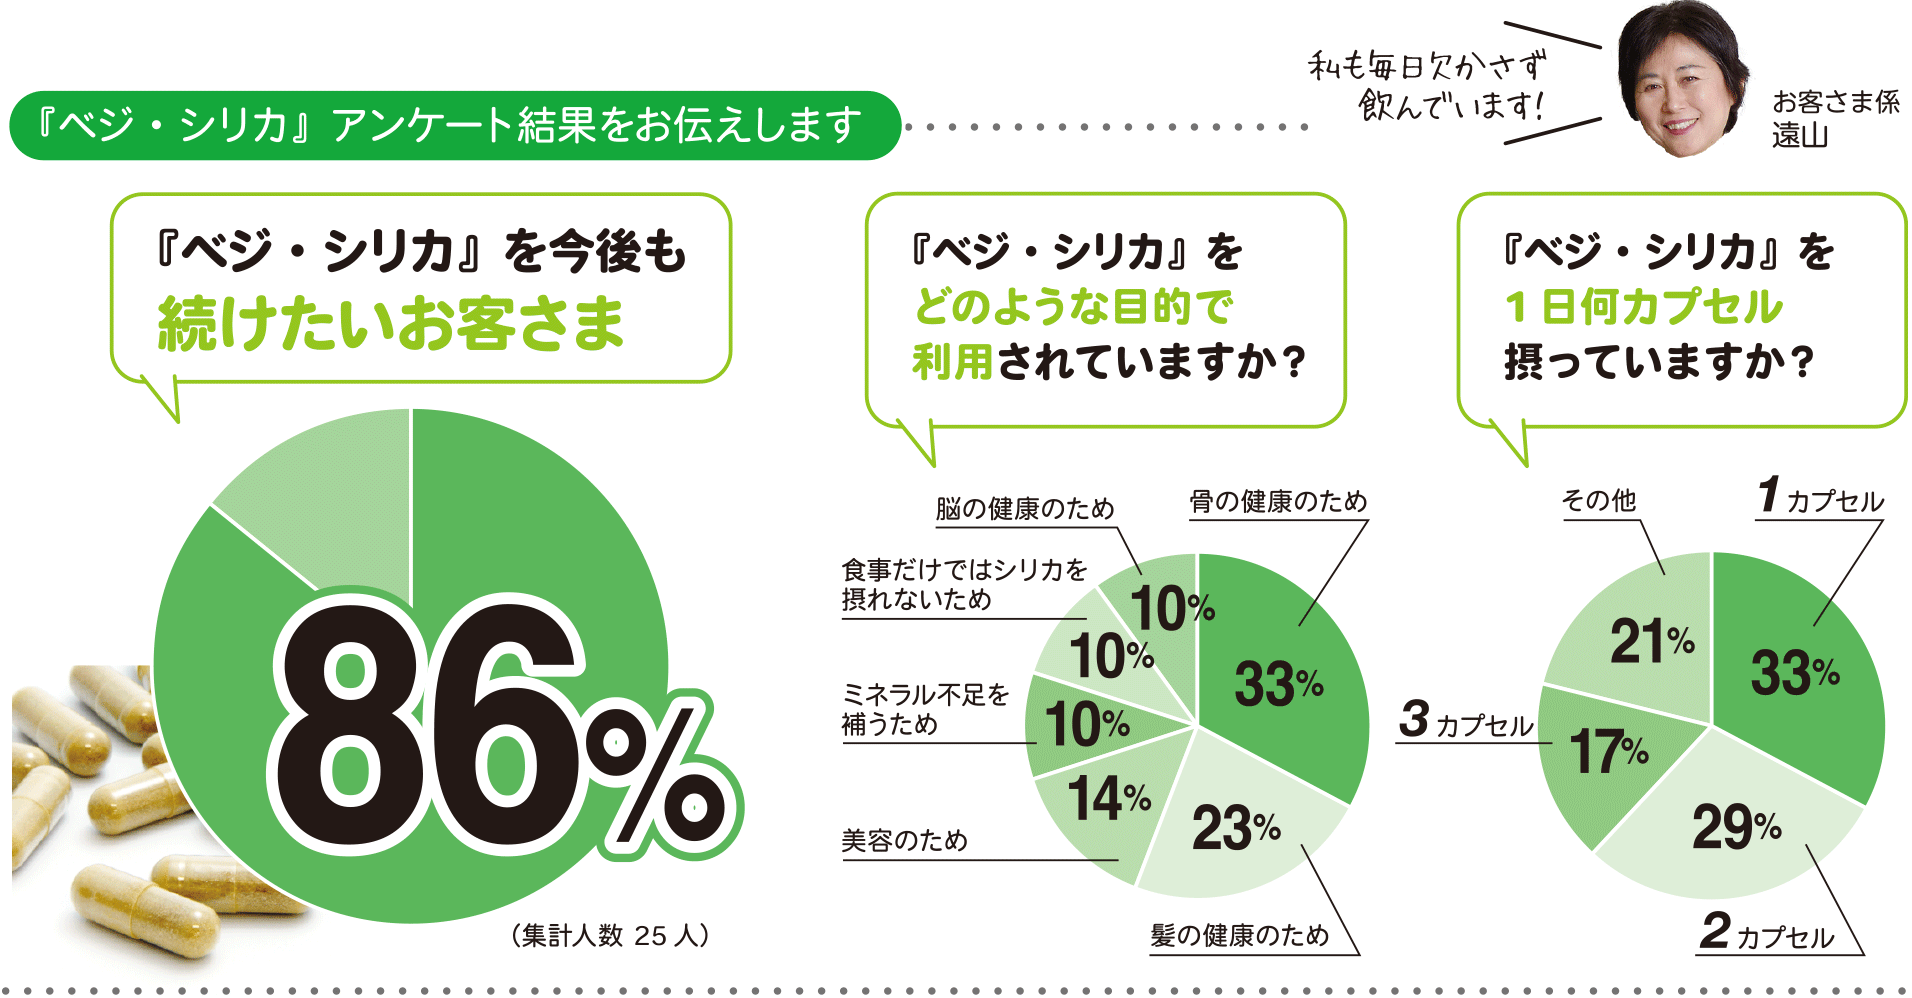 『ベジ・シリカ』アンケート結果をお伝えします
私も毎日欠かさず
飲んでいます!
お客さま係
遠山
『ベジ・シリカ』を今後も
続けたいお客さま
86%
（集計人数 25人）
『ベジ・シリカ』を
どのような目的で
利用されていますか？
脳の健康のため
骨の健康のため
食事だけではシリカを
摂れないため
ミネラル不足を
補うため
美容のため
髪の健康のため
10%
10%
10%
14%
23%
33%
『ベジ・シリカ』を
1日何カプセル
摂っていますか？
その他
1カプセル
3カプセル
2カプセル
21%
33%
17%
29%